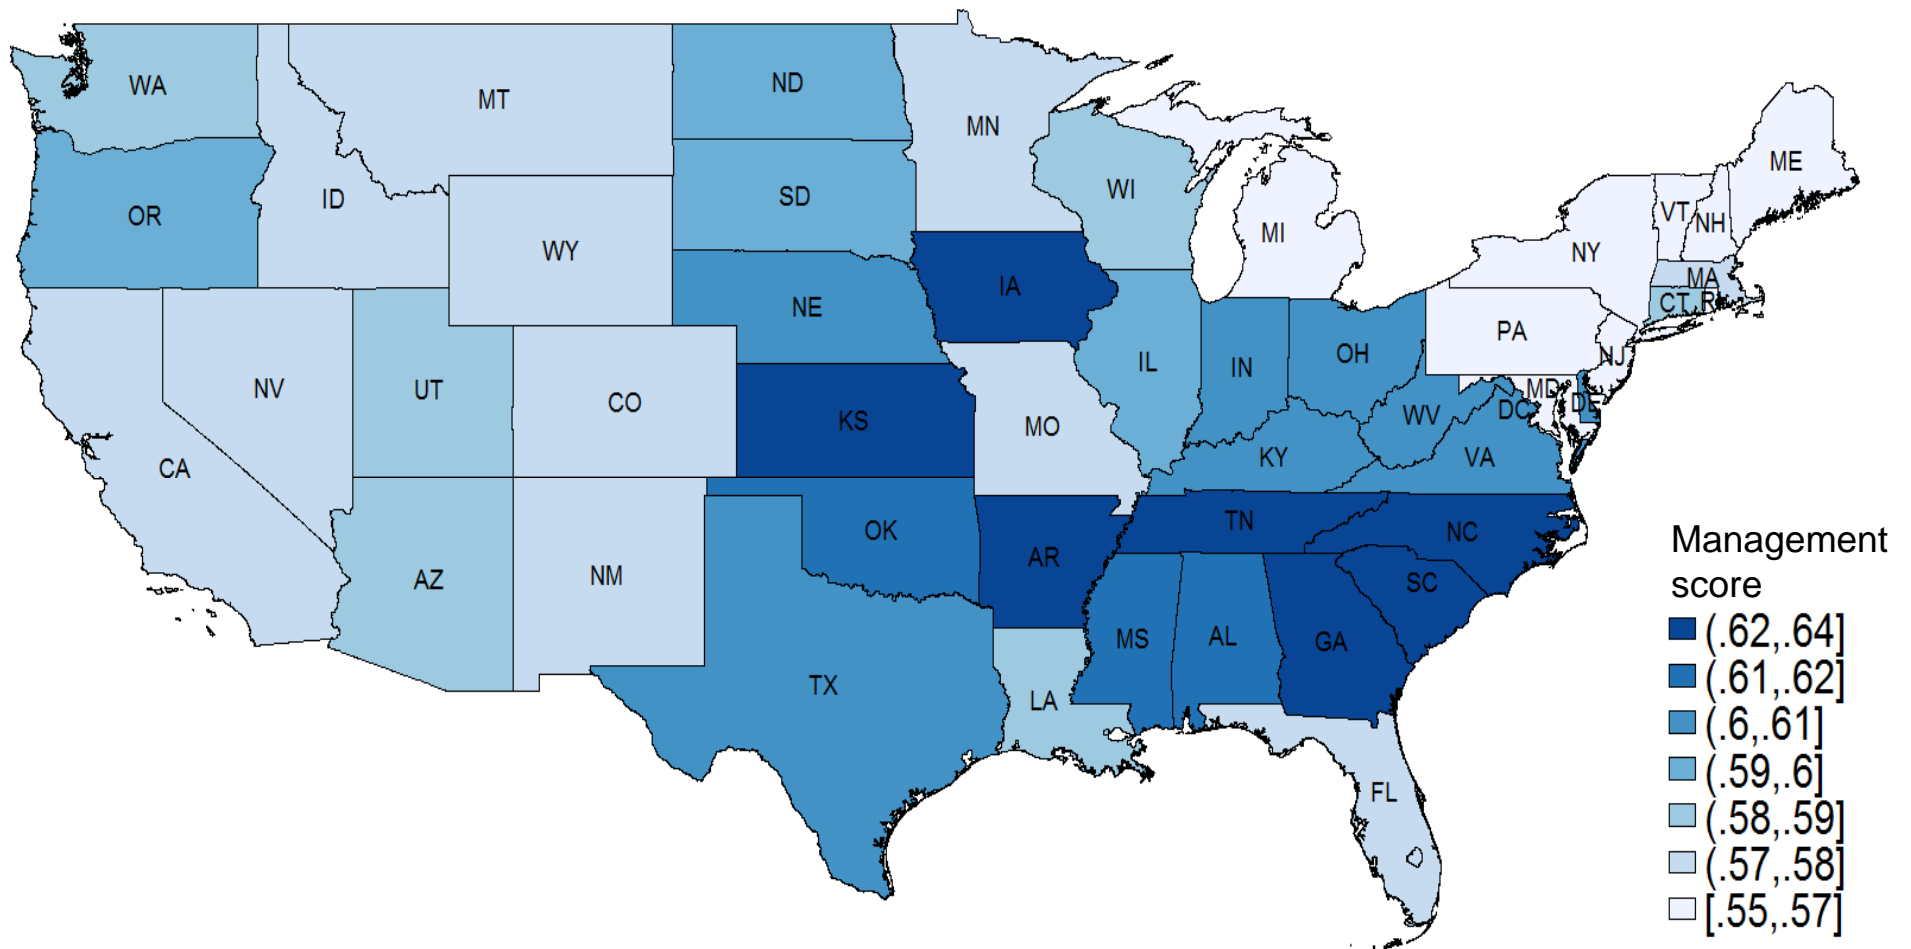 WA
MT
ND
MN
ME
ID
SD
WI
OR
VT
NH
MI
WY
NY
MA
IA
CT
NE
PA
OH
NJ
IL
IN
NV
UT
CO
MD
DE
DC
WV
KS
MO
KY
VA
CA
TN
OK
NC
AR
NM
AZ
SC
MS
AL
GA
TX
LA
FL
Management
score
(.62,.64]
(.61,.62]
(.6,.61]
(.59,.6]
(.58,.59]
(.57,.58]
[.55,.57]